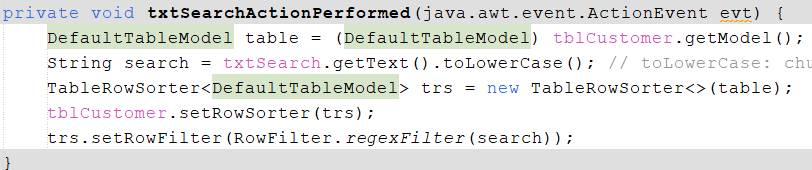 private void txtSearchActionPerformed(java.awt.event.ActionEvent evt) {
DefaultTableModel table = (DefaultTableModel) tblCustomer.getModel();
String search = txtSearch.getText().toLowerCase(); // toLowerCase: chu
TableRowSorter<DefaultTableModel> trs = new TableRowSorter<>(table);
tblCustomer.setRowSorter(trs);
trs.setRowFilter(RowFilter.regexFilter(search));
}